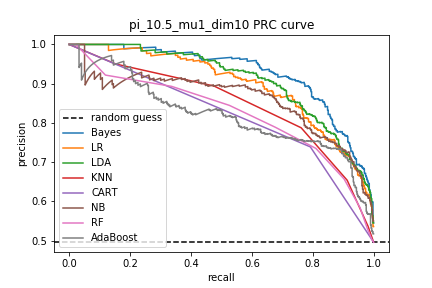 pi_10.5_mu1_dim10 PRC curve
precision
1.0
0.9
0.8
0.7
0.6
0.5
random guess
Bayes
LR
LDA
KNN
CART
NB
RF
AdaBoost
0.0 0.2 0.4 0.6 0.8 1.0
recall